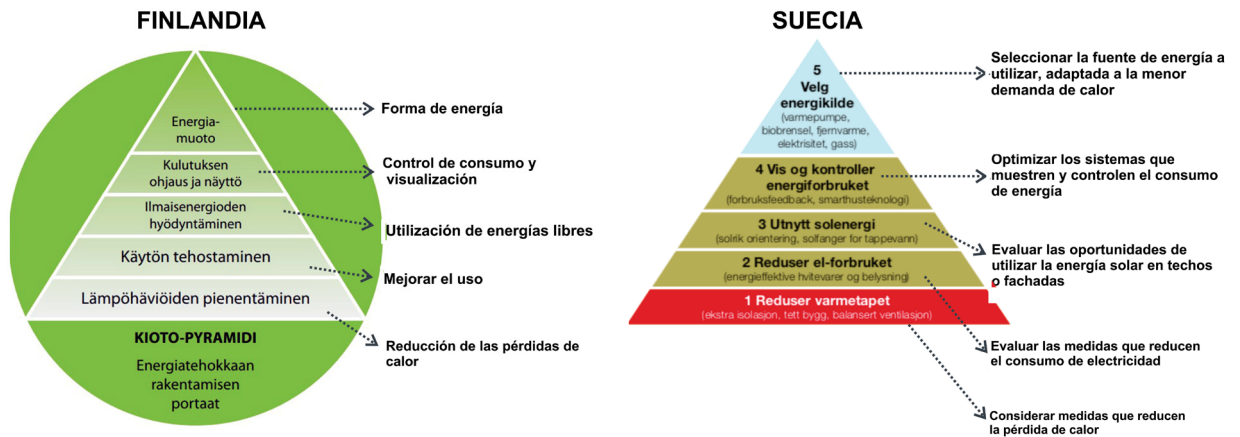 FINLANDIA
Energia-
muoto
Kulutuksen
ohjaus ja näyttö
Ilmaisenergioden
hyödyntäminen
Käytön tehostaminen
Lämpöhäviöiden pienentäminen
KIOTO-PYRAMIDI
Energiatehokkaan
rakentamisen
portaat
Forma de energía
Control de consumo y
visualización
Utilización de energías libres
Mejorar el uso
Reducción de las pérdidas de
calor
SUECIA
5
Velg
energikilde
(varmepumpe,
biobrensel, fjernvarme,
elektrisitet, gass)
4 Vis og kontroller
energiforbruket
(forbruksfeedback, smarthusteknologi)
3 Utnytt solenergi
(solrik orientering, solfanger for tappevann)
2 Reduser el-forbruket
(energieffektive hvitevarer og belysning)
1 Reduser varmetapet
(ekstra isolasjon, tett bygg, balansert ventilasjon)
Seleccionar la fuente de energía a
utilizar, adaptada a la menor
demanda de calor
Optimizar los sistemas que
muestren y controlen el consumo
de energía
Evaluar las oportunidades de
utilizar la energía solar en techos
o fachadas
Evaluar las medidas que reducen
el consumo de electricidad
Considerar medidas que reducen
la pérdida de calor